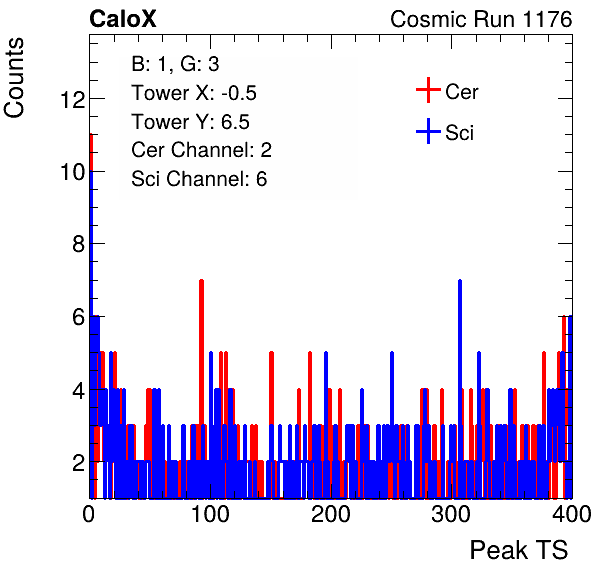 CaloX Cosmic Run 1176
Counts
B: 1, G: 3
Tower X: -0.5
Tower Y: 6.5
Cer Channel: 2
Sci Channel: 6
Cer
Sci
12
10
8
6
4
2
0 100 200 300 400
Peak TS